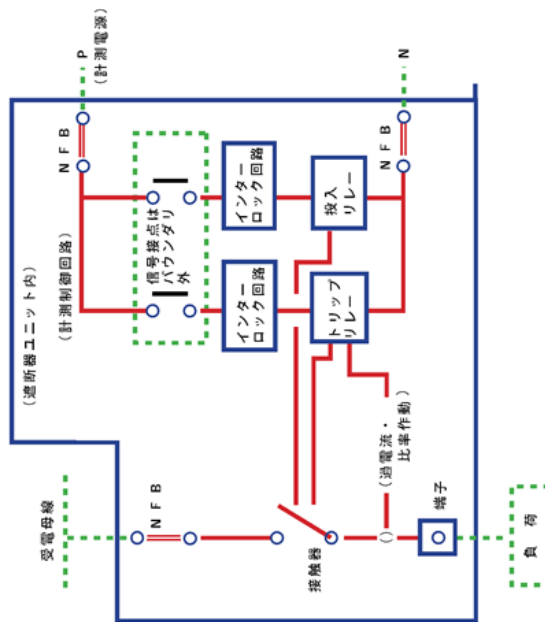 P
(計測電源)
N
NFB
NFB
(遮断器ユニット内)
(計測制御回路)
信号接点は
バウンダリ
外
インター
ロック回路
インター
ロック回路
投入
リレー
トリップ
リレー
受電母線
NFB
接触器
(過電流・
比率作動)
( )
端子
負荷